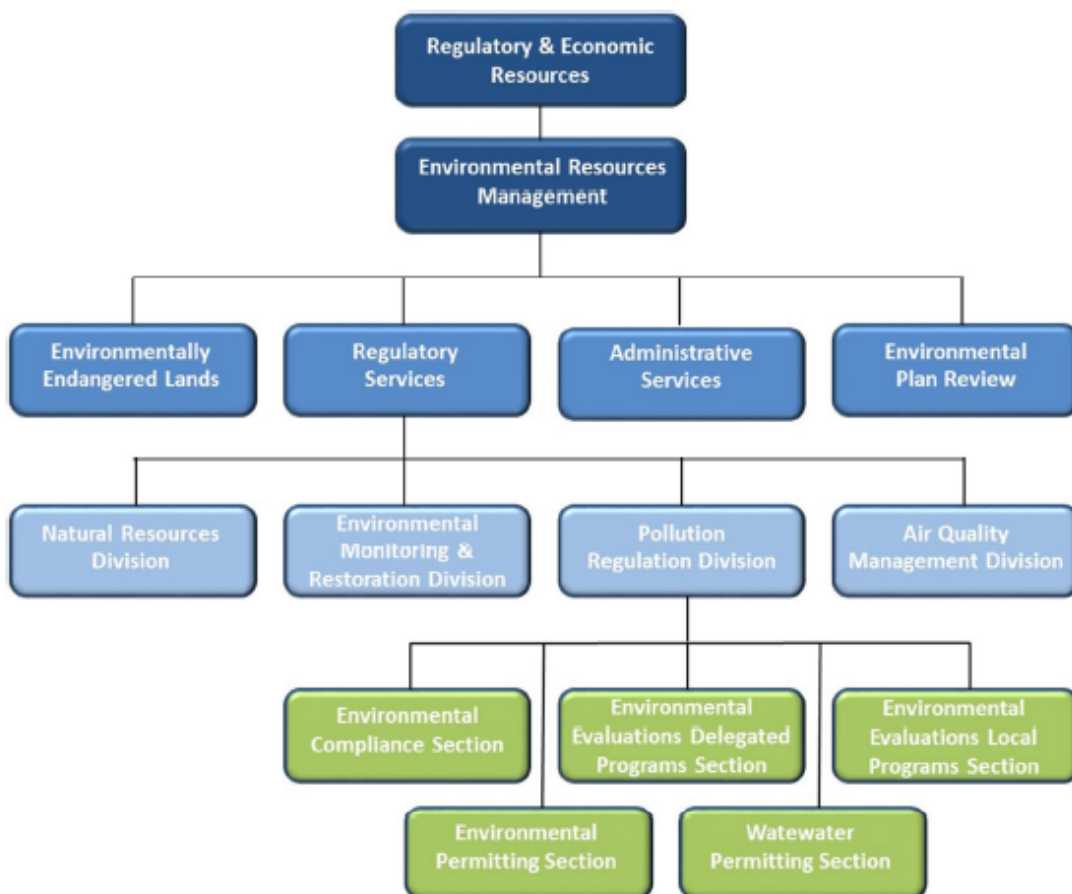 Regulatory & Economic
Resources
Environmental Resources
Management
Environmentally
Endangered Lands
Regulatory
Services
Administrative
Services
Environmental
Plan Review
Natural Resources
Division
Environmental
Monitoring &
Restoration Division
Pollution
Regulation Division
Air Quality
Management Division
Environmental
Compliance Section
Environmental
Evaluations Delegated
Programs Section
Environmental
Evaluations Local
Programs Section
Environmental
Permitting Section
Watewater
Permitting Section